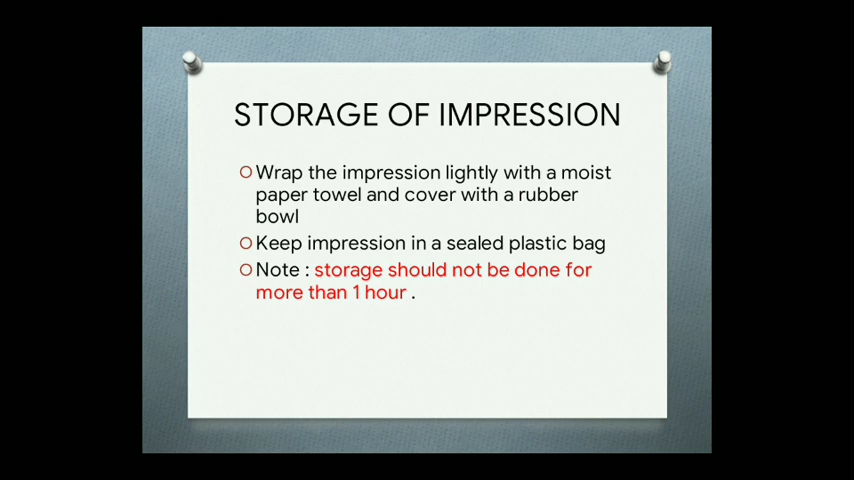 STORAGE OF IMPRESSION
Wrap the impression lightly with a moist
paper towel and cover with a rubber
bowl
Keep impression in a sealed plastic bag
Note : storage should not be done for
more than 1 hour .